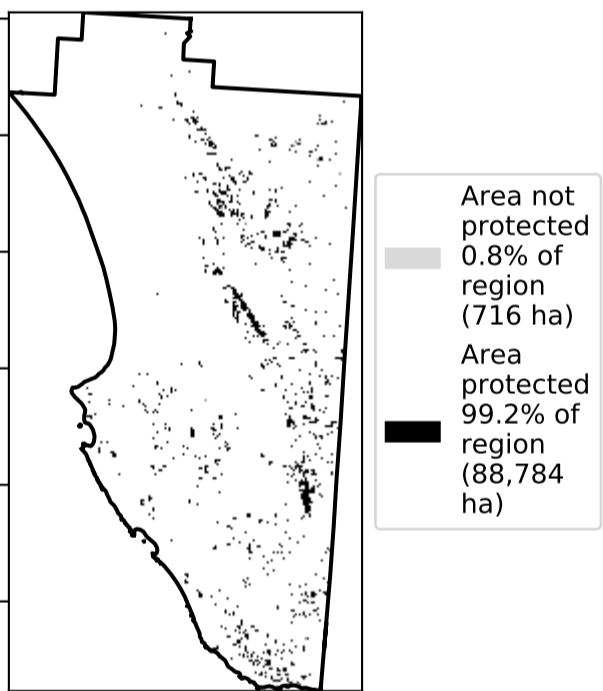 Area not
protected
0.8% of
region
(716 ha)
Area
protected
99.2% of
region
(88,784
ha)